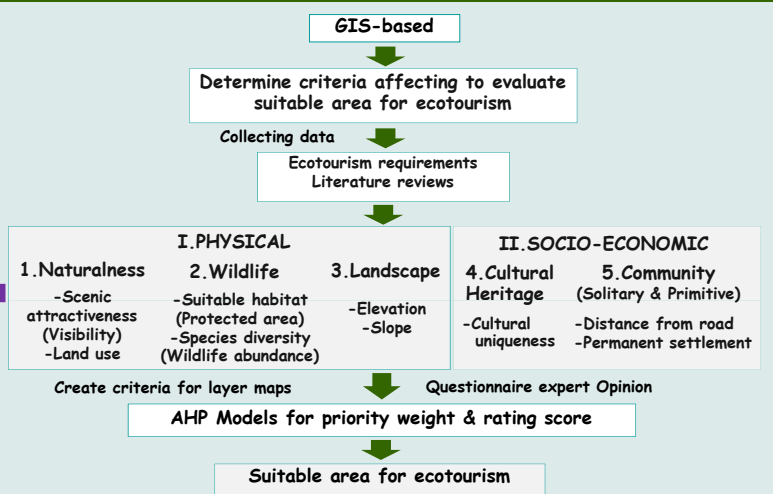 GIS-based
Determine criteria affecting to evaluate
suitable area for ecotourism
Collecting data
Ecotourism requirements
Literature reviews
I.PHYSICAL
1.Naturalness
-Scenic
attractiveness
(Visibility)
-Land use
2.Wildlife
-Suitable habitat
(Protected area)
-Species diversity
(Wildlife abundance)
3.Landscape
-Elevation
-Slope
II.SOCIO-ECONOMIC
4.Cultural
Heritage
-Cultural
uniqueness
5.Community
(Solitary & Primitive)
-Distance from road
-Permanent settlement
Create criteria for layer maps
Questionnaire expert Opinion
AHP Models for priority weight & rating score
Suitable area for ecotourism